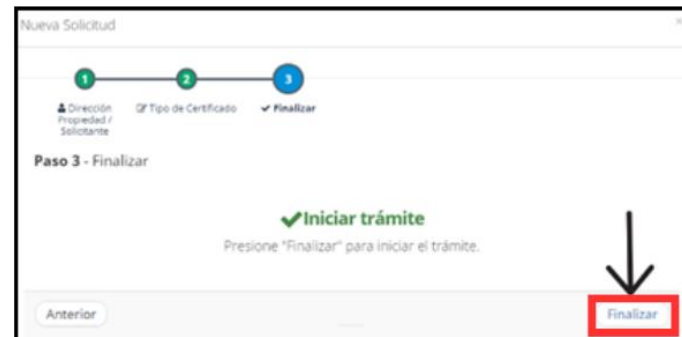 Nueva Solicitud
×
1
2
3
Dirección
Propiedad /
Solicitante
Tipo de Certificado
Finalizar
Paso 3 - Finalizar
Iniciar trámite
Presione "Finalizar" para iniciar el trámite.
Anterior
Finalizar